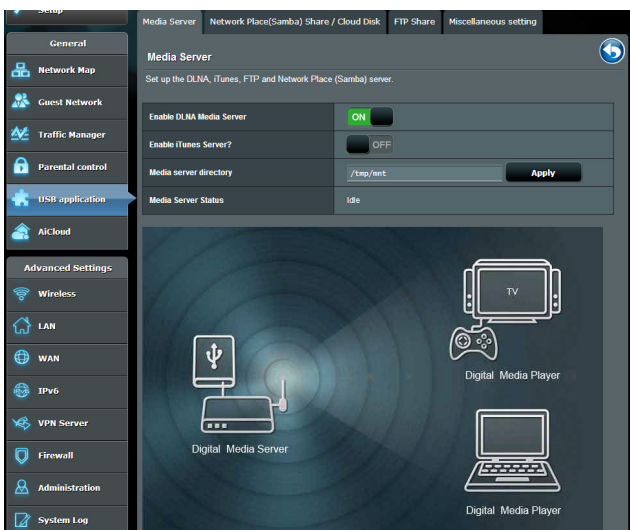 Setup
General
Network Map
Guest Network
Traffic Manager
Parental control
USB application
AiCloud
Advanced Settings
Wireless
LAN
WAN
IPv6
VPN Server
Firewall
Administration
System Log
Media Server
Network Place(Samba) Share / Cloud Disk
FTP Share
Miscellaneous setting
Media Server
Set up the DLNA, iTunes, FTP and Network Place (Samba) server.
Enable DLNA Media Server
ON
Enable iTunes Server?
OFF
Media server directory
/tmp/mnt
Apply
Media Server Status
Idle
TV
Digital Media Player
Digital Media Server
Digital Media Player